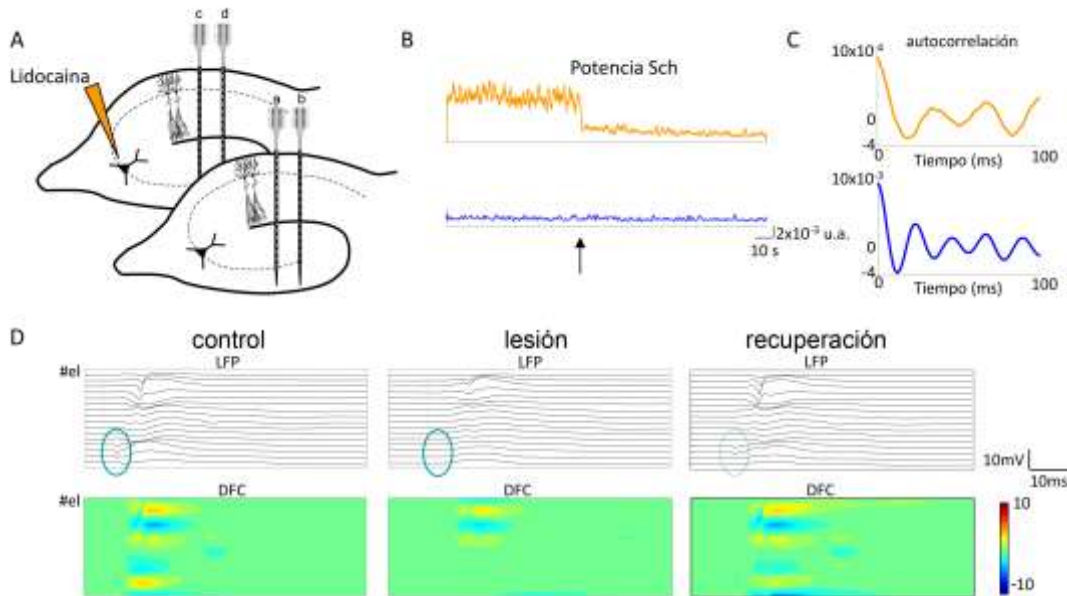 A
c d
Lidocaina
a b
B
Potencia Sch
2x10⁻³ u.a.
10 s
C
autocorrelación
10x10⁻⁴
0
-4
0
Tiempo (ms)
100
10x10⁻³
0
-4
0
Tiempo (ms)
100
D
control
lesión
recuperación
LFP
LFP
LFP
#el
10mV
10ms
DFC
DFC
DFC
#el
10
-10